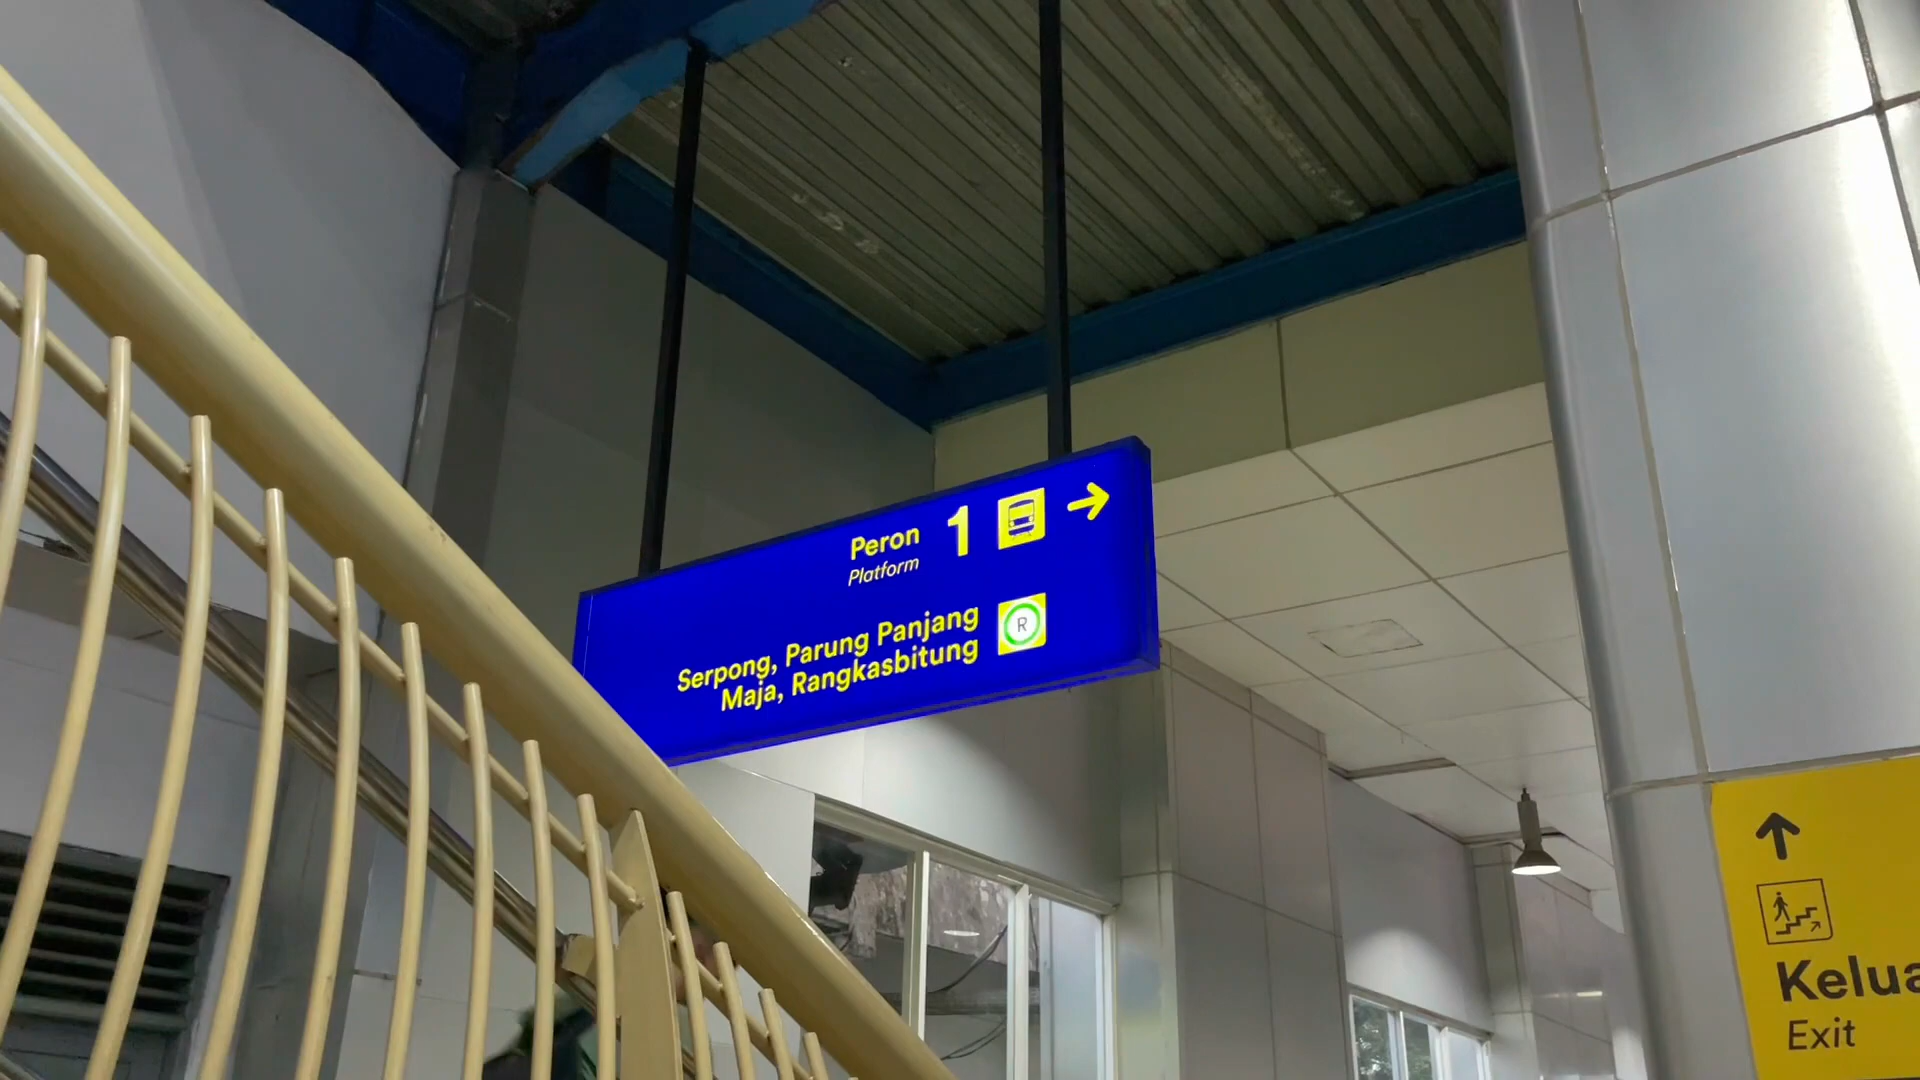 Peron 1
Platform
Serpong, Parung Panjang R
Maja, Rangkasbitung
Kelua
Exit